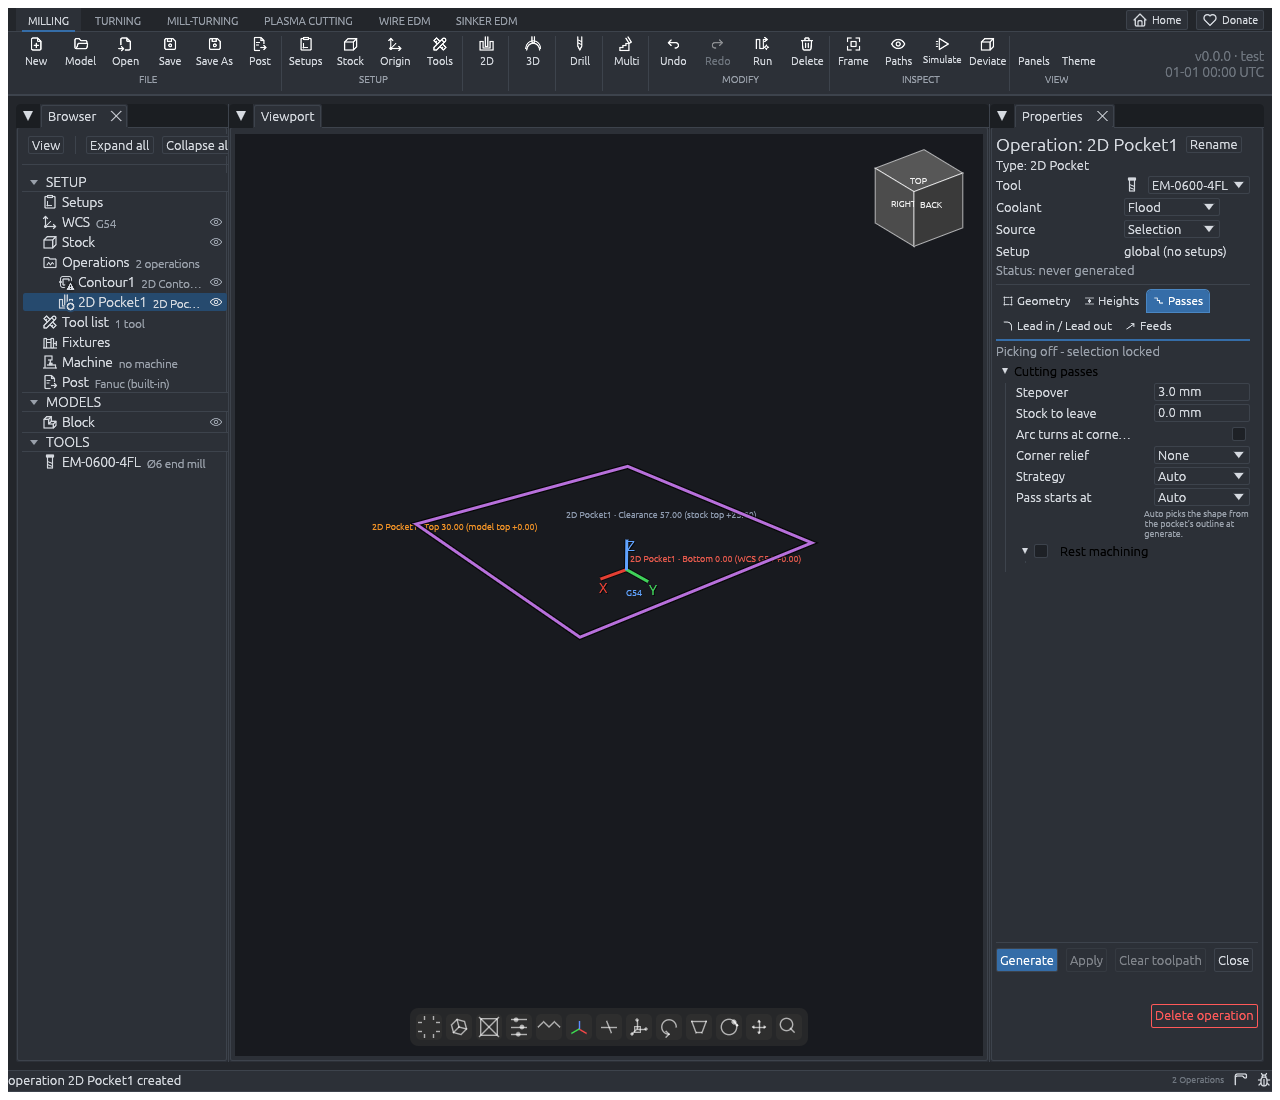 MILLING TURNING MILL-TURNING PLASMA CUTTING WIRE EDM SINKER EDM Home Donate
New Model Open Save Save As Post Setups Stock Origin Tools 2D 3D Drill Multi Undo Redo Run Delete Frame Paths Simulate Deviate Panels Theme
FILE SETUP MODIFY INSPECT VIEW
v0.0.0 · test
01-01 00:00 UTC
Browser
View Expand all Collapse al
SETUP
Setups
WCS G54
Stock
Operations 2 operations
Contour1 2D Conto...
2D Pocket1 2D Poc...
Tool list 1 tool
Fixtures
Machine no machine
Post Fanuc (built-in)
MODELS
Block
TOOLS
EM-0600-4FL Ø6 end mill
Viewport
TOP
RIGHT BACK
2D Pocket1 - Clearance 57.00 (stock top
2D Pocket1 Top 30.00 (model top +0.00)
Z
2D Pocket1 - Bottom 0.00 (WCS
X Y
G54
Properties
Operation: 2D Pocket1 Rename
Type: 2D Pocket
Tool EM-0600-4FL
Coolant Flood
Source Selection
Setup global (no setups)
Status: never generated
Geometry Heights Passes
Lead in / Lead out Feeds
Picking off - selection locked
Cutting passes
Stepover 3.0 mm
Stock to leave 0.0 mm
Arc turns at corne...
Corner relief None
Strategy Auto
Pass starts at Auto
Auto picks the shape from
the pocket's outline at
generate.
Rest machining
Generate Apply Clear toolpath Close
Delete operation
operation 2D Pocket1 created
2 Operations